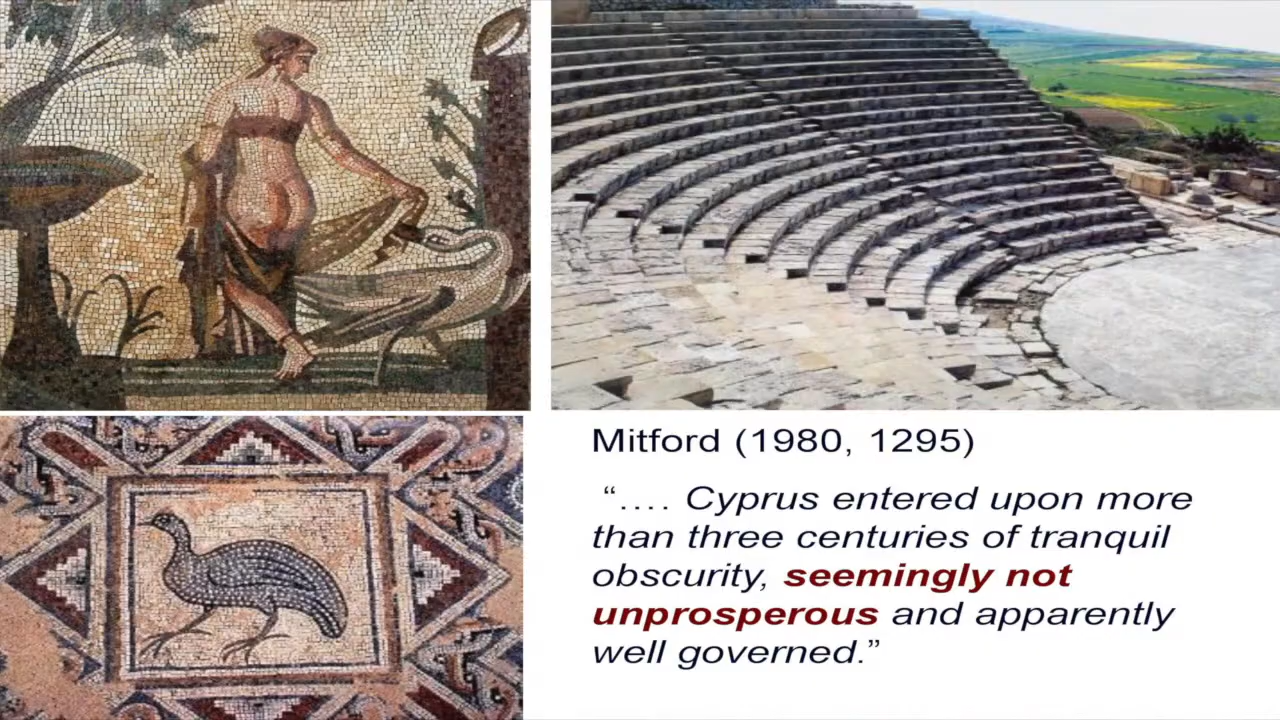 Mitford (1980, 1295)
“…. Cyprus entered upon more
than three centuries of tranquil
obscurity, seemingly not
unprosperous and apparently
well governed.”